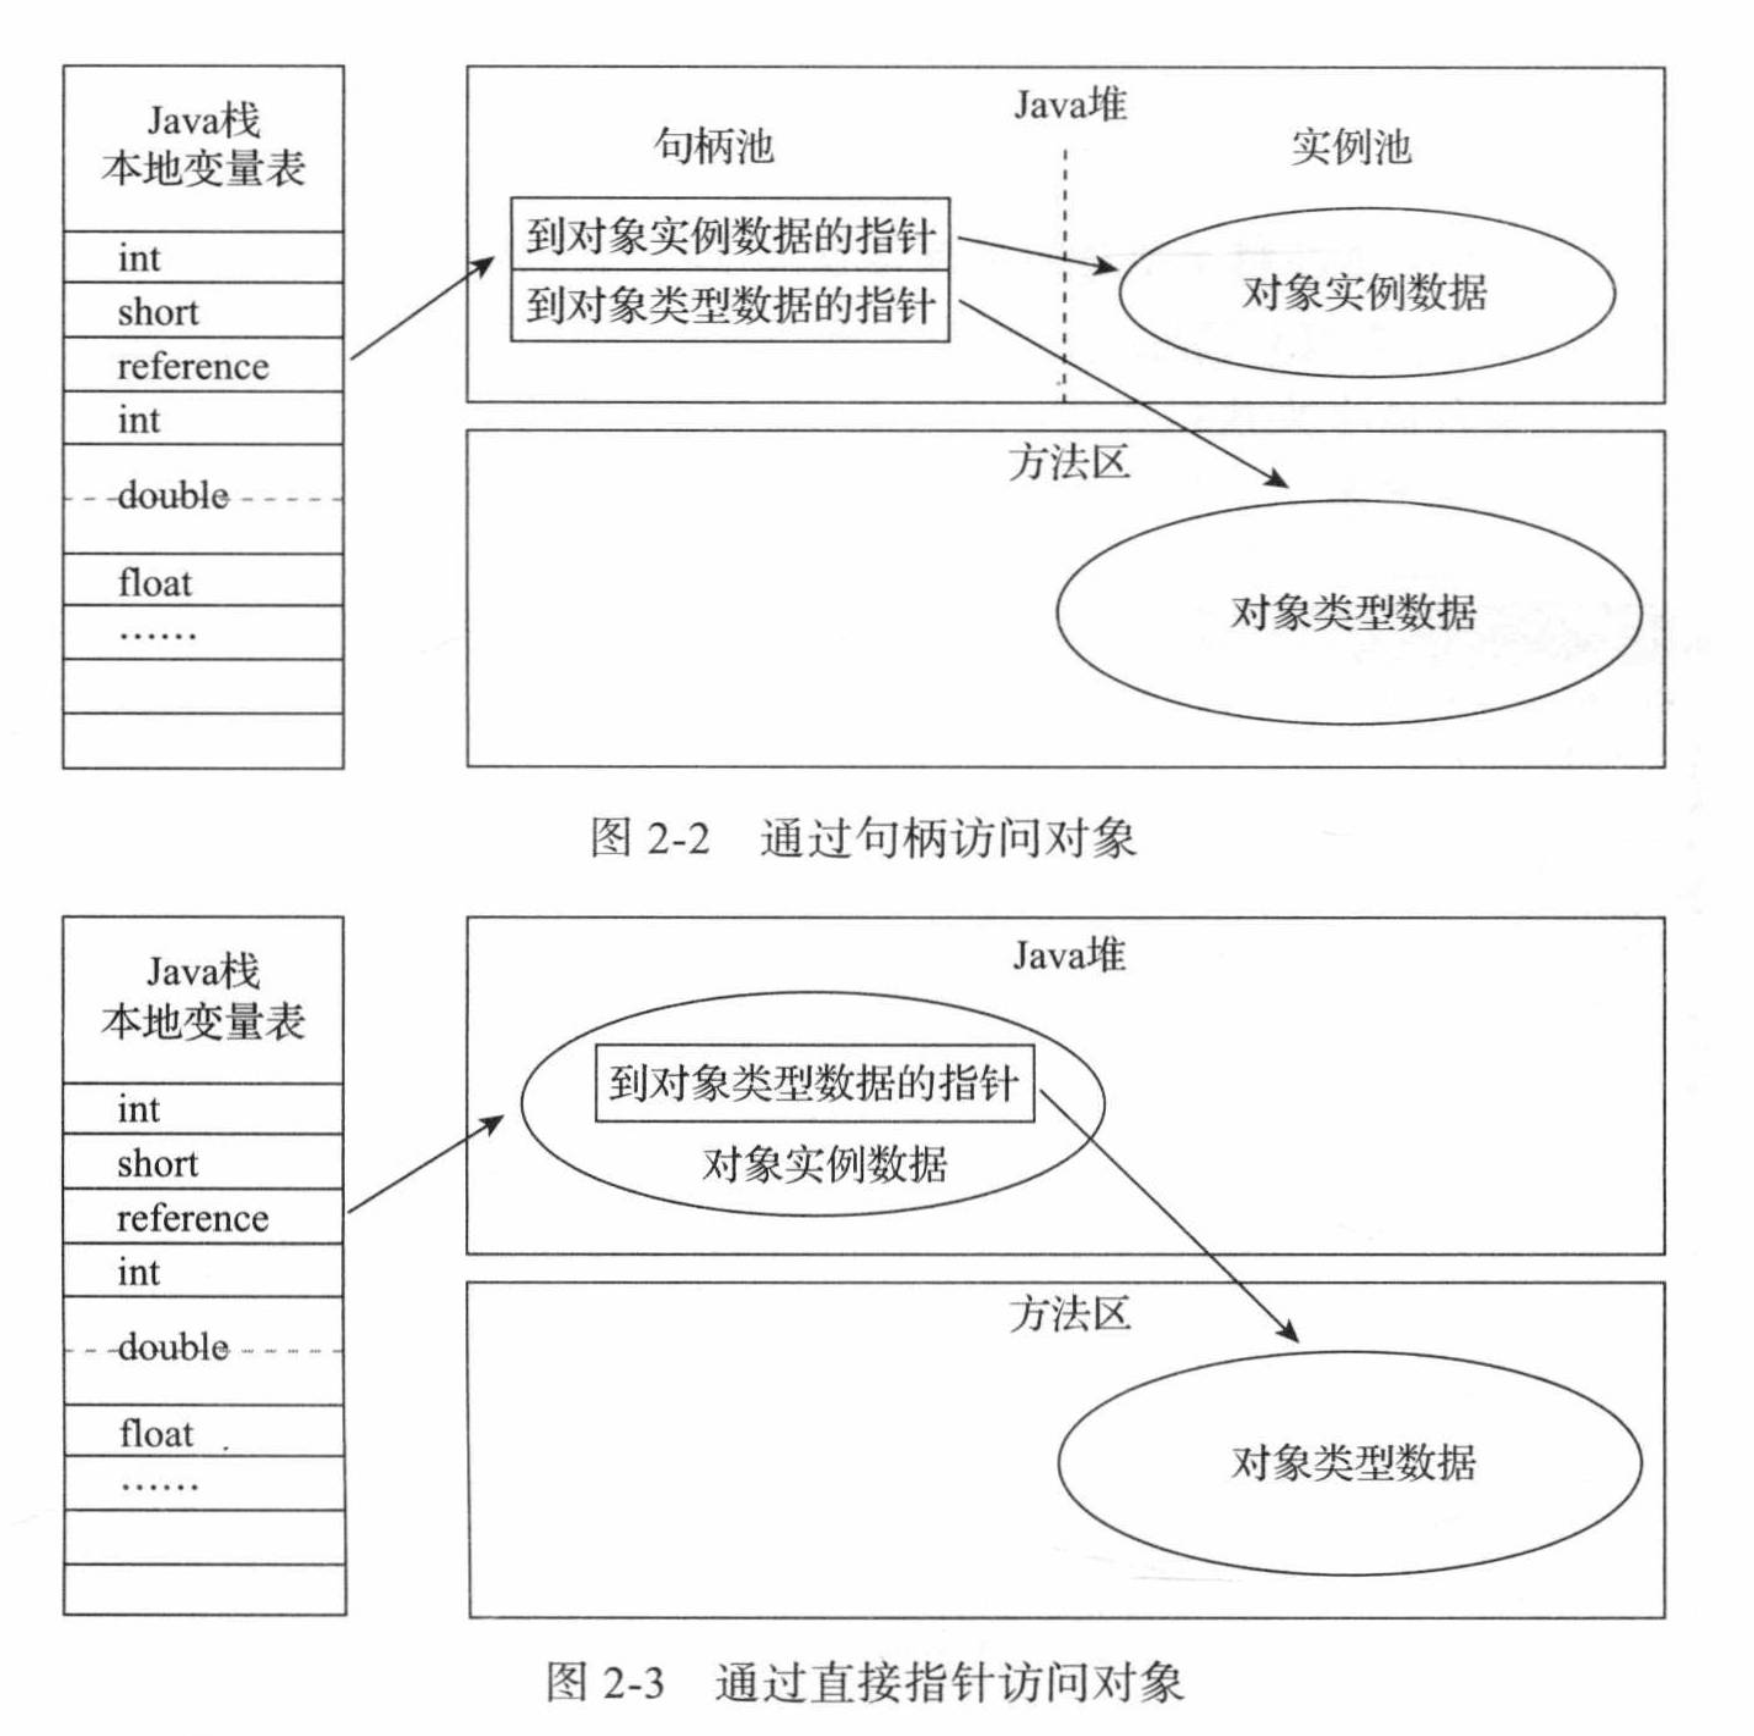 Java栈
本地变量表
int
short
reference
int
double
float
……
Java堆
句柄池
实例池
到对象实例数据的指针
到对象类型数据的指针
对象实例数据
方法区
对象类型数据
图 2-2 通过句柄访问对象
Java栈
本地变量表
int
short
reference
int
double
float
……
Java堆
到对象类型数据的指针
对象实例数据
方法区
对象类型数据
图 2-3 通过直接指针访问对象